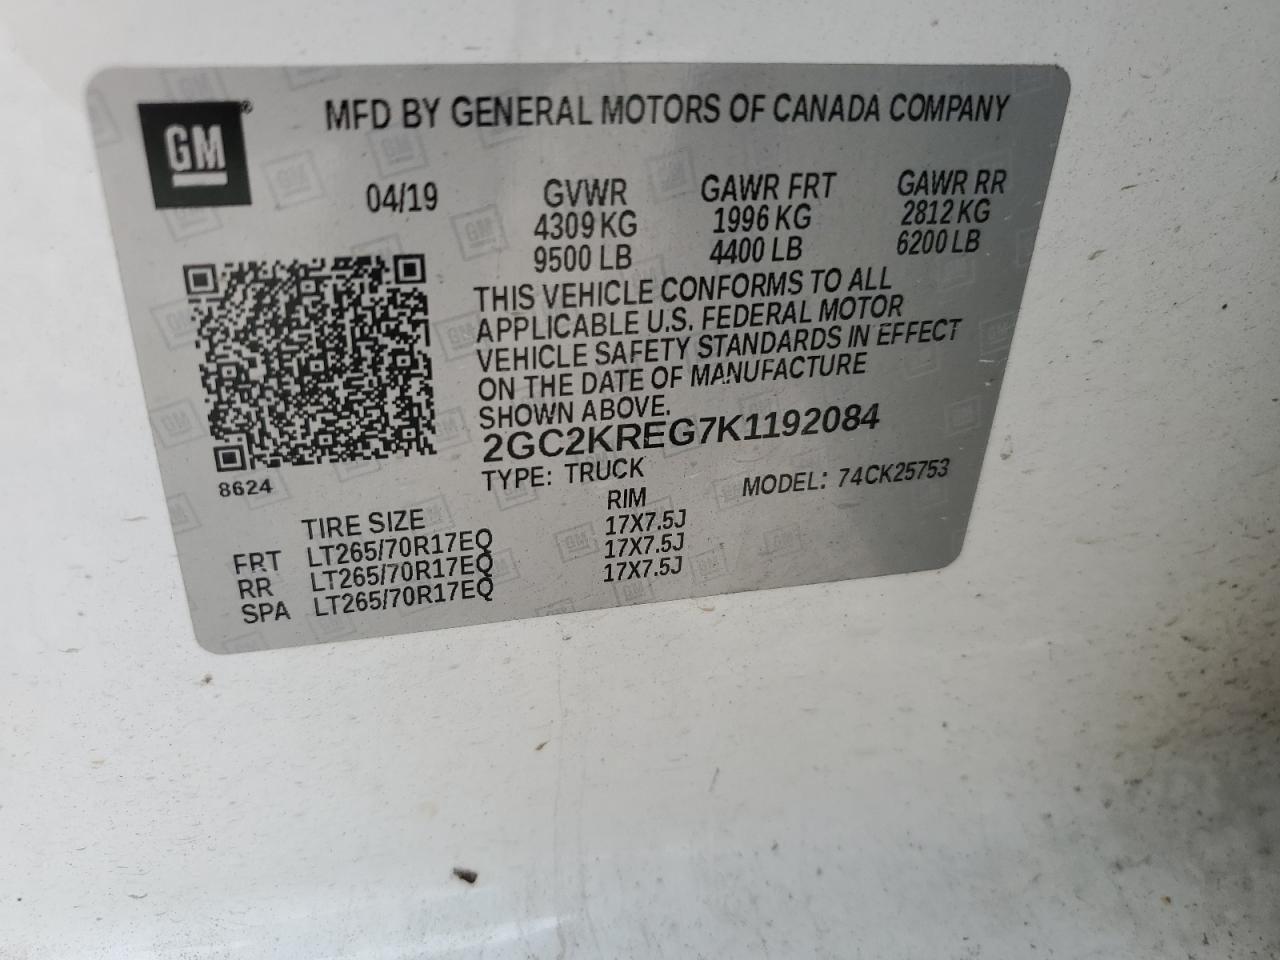 GM®
MFD BY GENERAL MOTORS OF CANADA COMPANY
04/19 GVWR GAWR FRT GAWR RR
4309 KG 1996 KG 2812 KG
9500 LB 4400 LB 6200 LB
THIS VEHICLE CONFORMS TO ALL
APPLICABLE U.S. FEDERAL MOTOR
VEHICLE SAFETY STANDARDS IN EFFECT
ON THE DATE OF MANUFACTURE
SHOWN ABOVE.
2GC2KREG7K1192084
8624
TYPE: TRUCK MODEL: 74CK25753
TIRE SIZE RIM
FRT LT265/70R17EQ 17X7.5J
RR LT265/70R17EQ 17X7.5J
SPA LT265/70R17EQ 17X7.5J